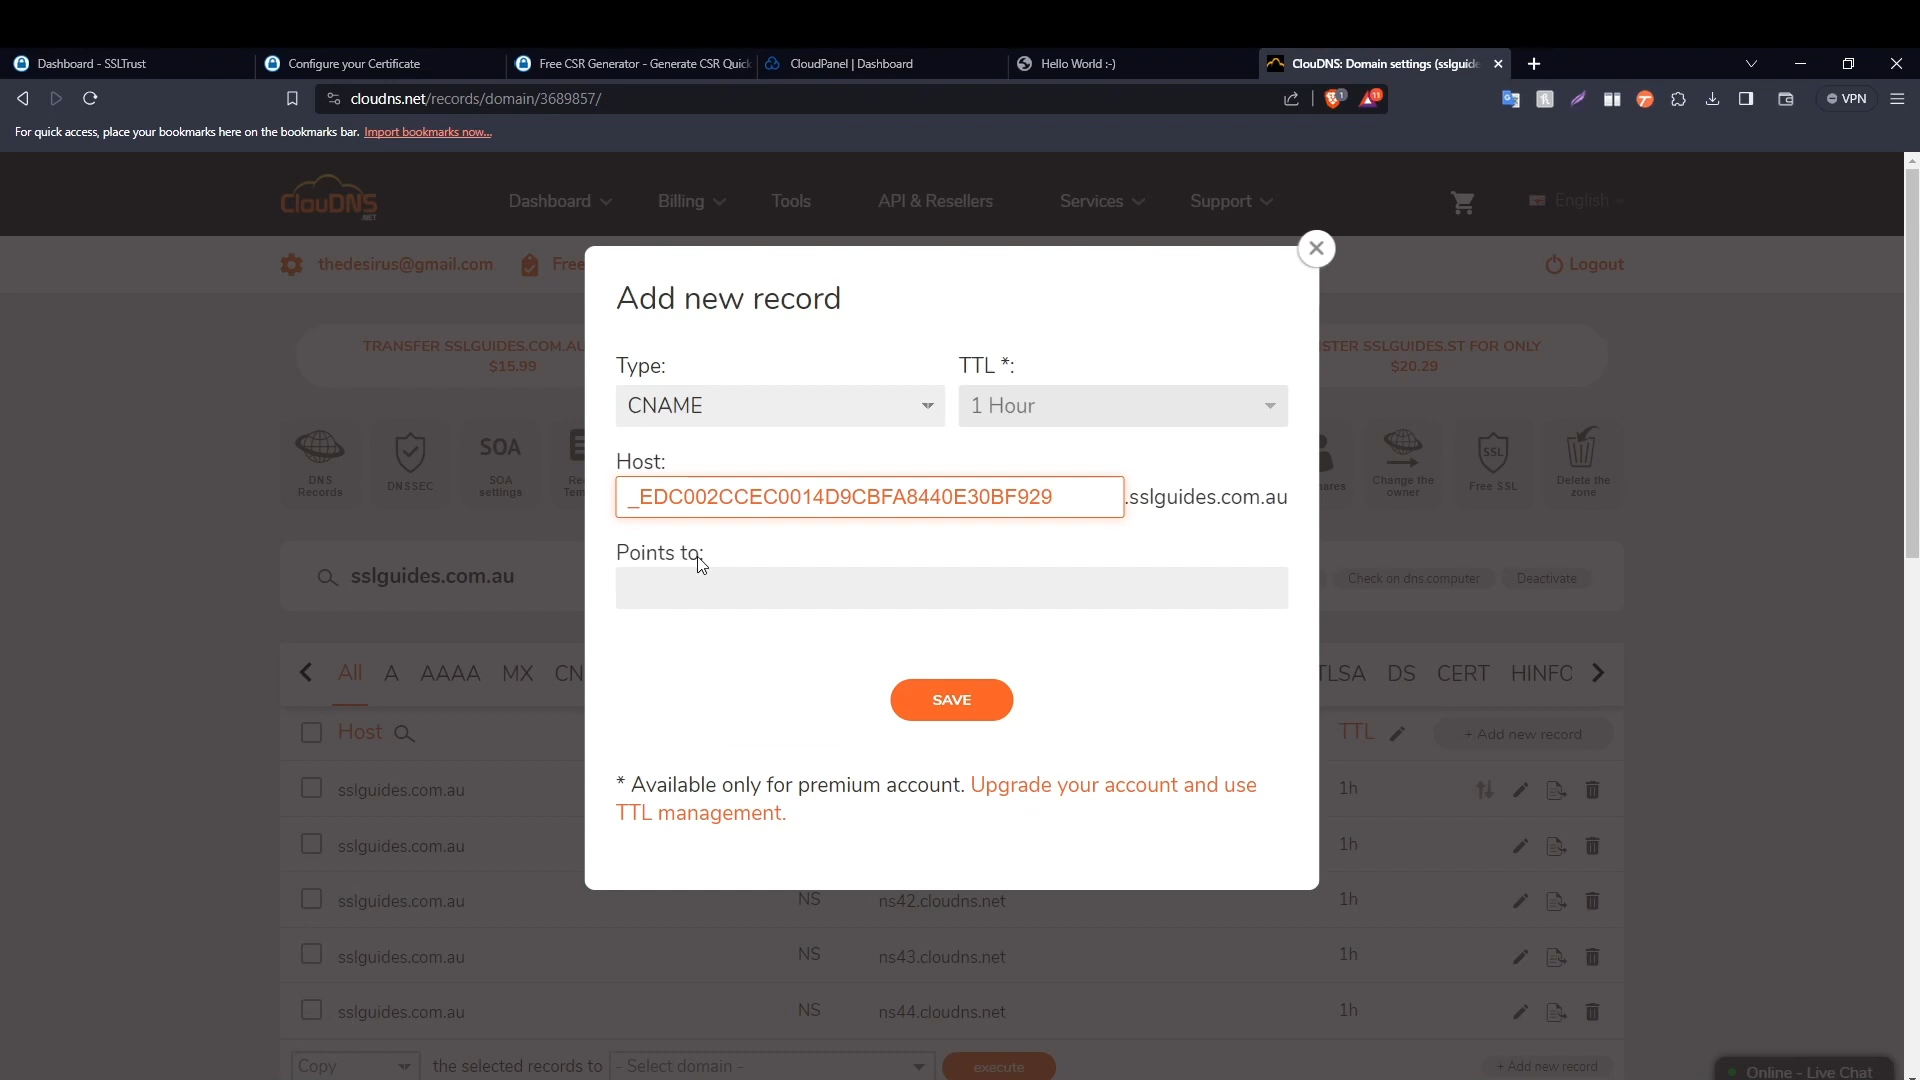 Dashboard - SSLTrust
Configure your Certificate
Free CSR Generator - Generate CSR Quick
CloudPanel | Dashboard
Hello World :-)
ClouDNS: Domain settings (sslguide
cloudns.net/records/domain/3689857/
1
11
VPN
For quick access, place your bookmarks here on the bookmarks bar. Import bookmarks now...
ClouDNS
.NET
Dashboard
Billing
Tools
API & Resellers
Services
Support
English
thedesirus@gmail.com
Free
Logout
TRANSFER SSLGUIDES.COM.AU
$15.99
STER SSLGUIDES.ST FOR ONLY
$20.29
Add new record
Type:
TTL *:
CNAME
1 Hour
Host:
_EDC002CCEC0014D9CBFA8440E30BF929
.sslguides.com.au
Points to:
SAVE
* Available only for premium account. Upgrade your account and use
TTL management.
DNS
Records
DNSSEC
SOA
SOA
settings
Re
Tem
hares
Change the
owner
SSL
Free SSL
Delete the
zone
sslguides.com.au
Check on dns.computer
Deactivate
All
A
AAAA
MX
CN
TLSA
DS
CERT
HINFO
Host
TTL
+ Add new record
sslguides.com.au
1h
sslguides.com.au
1h
sslguides.com.au
NS
ns42.cloudns.net
1h
sslguides.com.au
NS
ns43.cloudns.net
1h
sslguides.com.au
NS
ns44.cloudns.net
1h
Copy
the selected records to
- Select domain -
execute
+ Add new record
Online - Live Chat